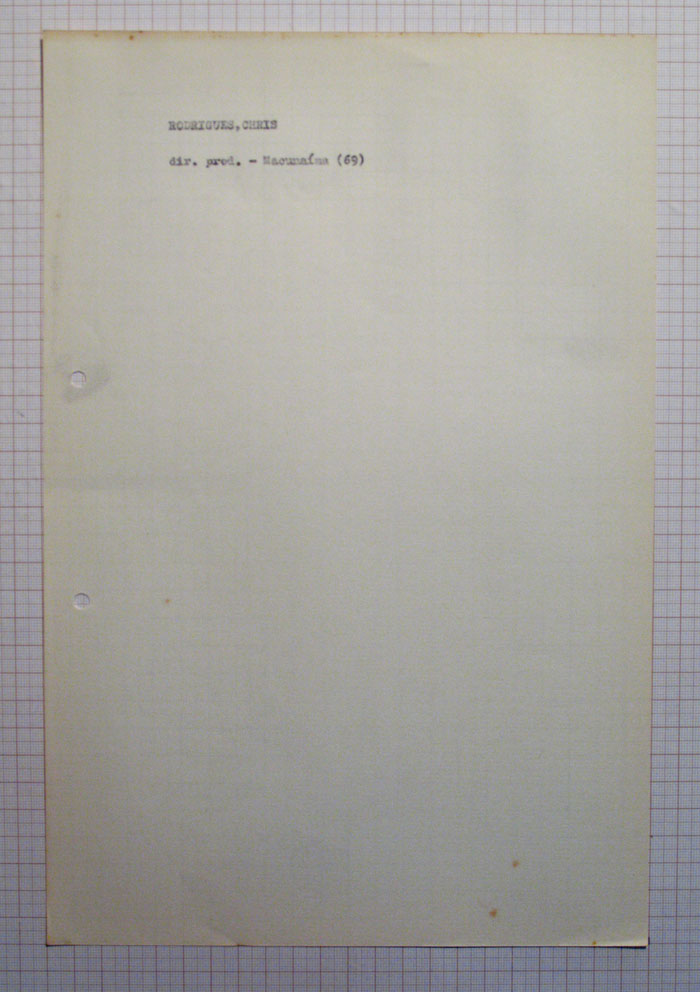 RODRIGUES,CHRIS
dir. prod. - Macunaíma (69)